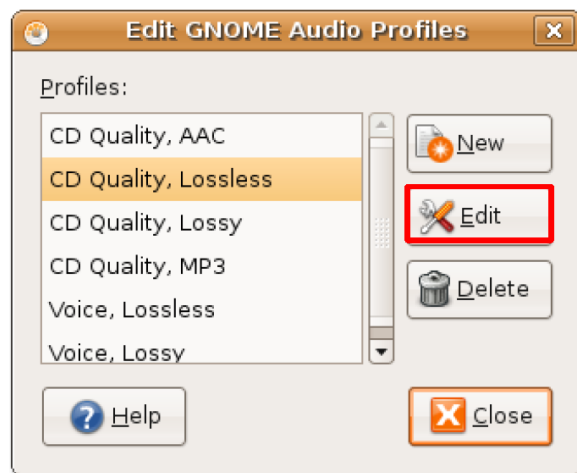 Edit GNOME Audio Profiles
Profiles:
CD Quality, AAC
CD Quality, Lossless
CD Quality, Lossy
CD Quality, MP3
Voice, Lossless
Voice, Lossy
New
Edit
Delete
Help
Close